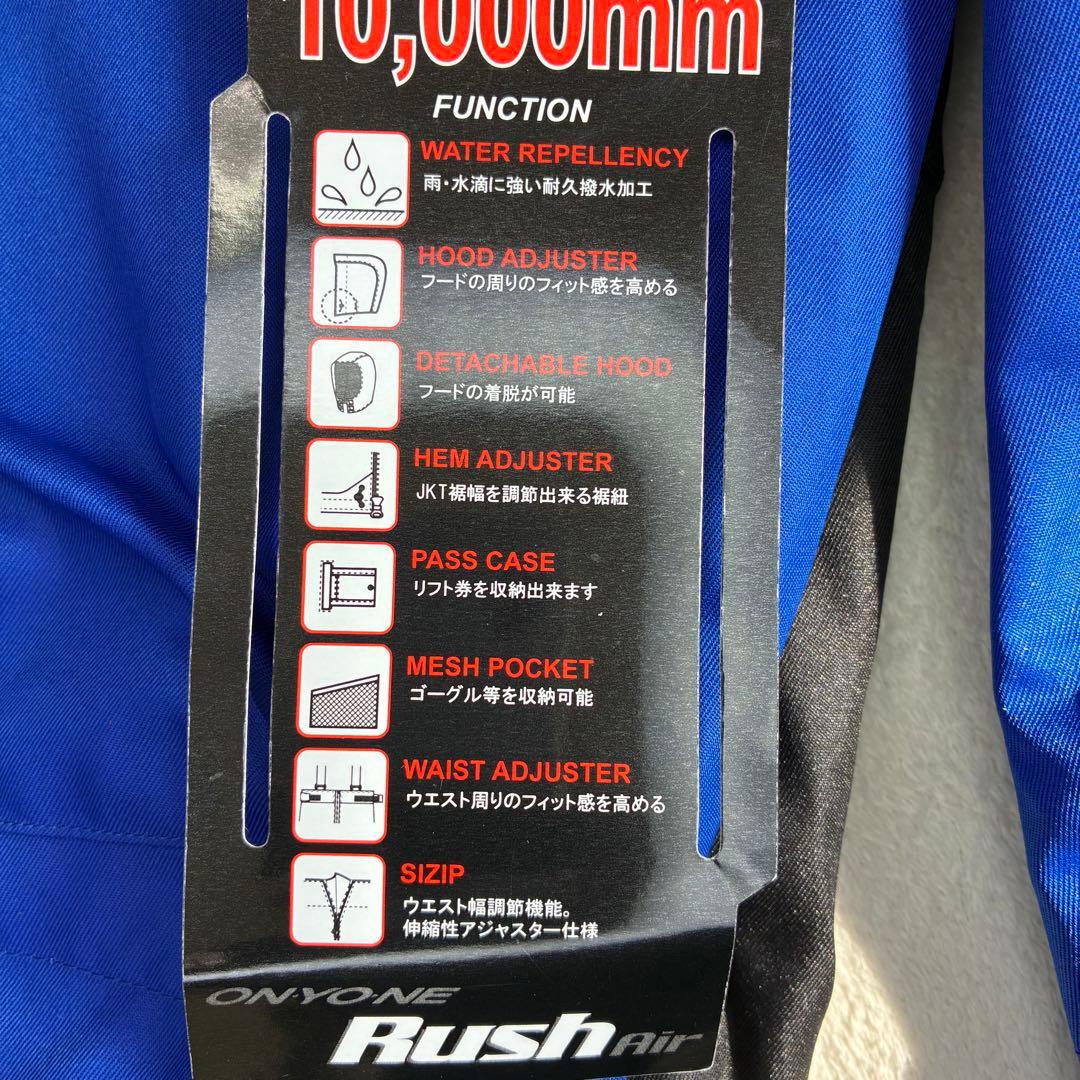 10,000mm
FUNCTION
WATER REPELLENCY
雨・水滴に強い耐久撥水加工
HOOD ADJUSTER
フードの周りのフィット感を高める
DETACHABLE HOOD
フードの着脱が可能
HEM ADJUSTER
JKT裾幅を調節出来る裾紐
PASS CASE
リフト券を収納出来ます
MESH POCKET
ゴーグル等を収納可能
WAIST ADJUSTER
ウエスト周りのフィット感を高める
SIZIP
ウエスト幅調節機能。
伸縮性アジャスター仕様
ON・YO・NE
Rush Air